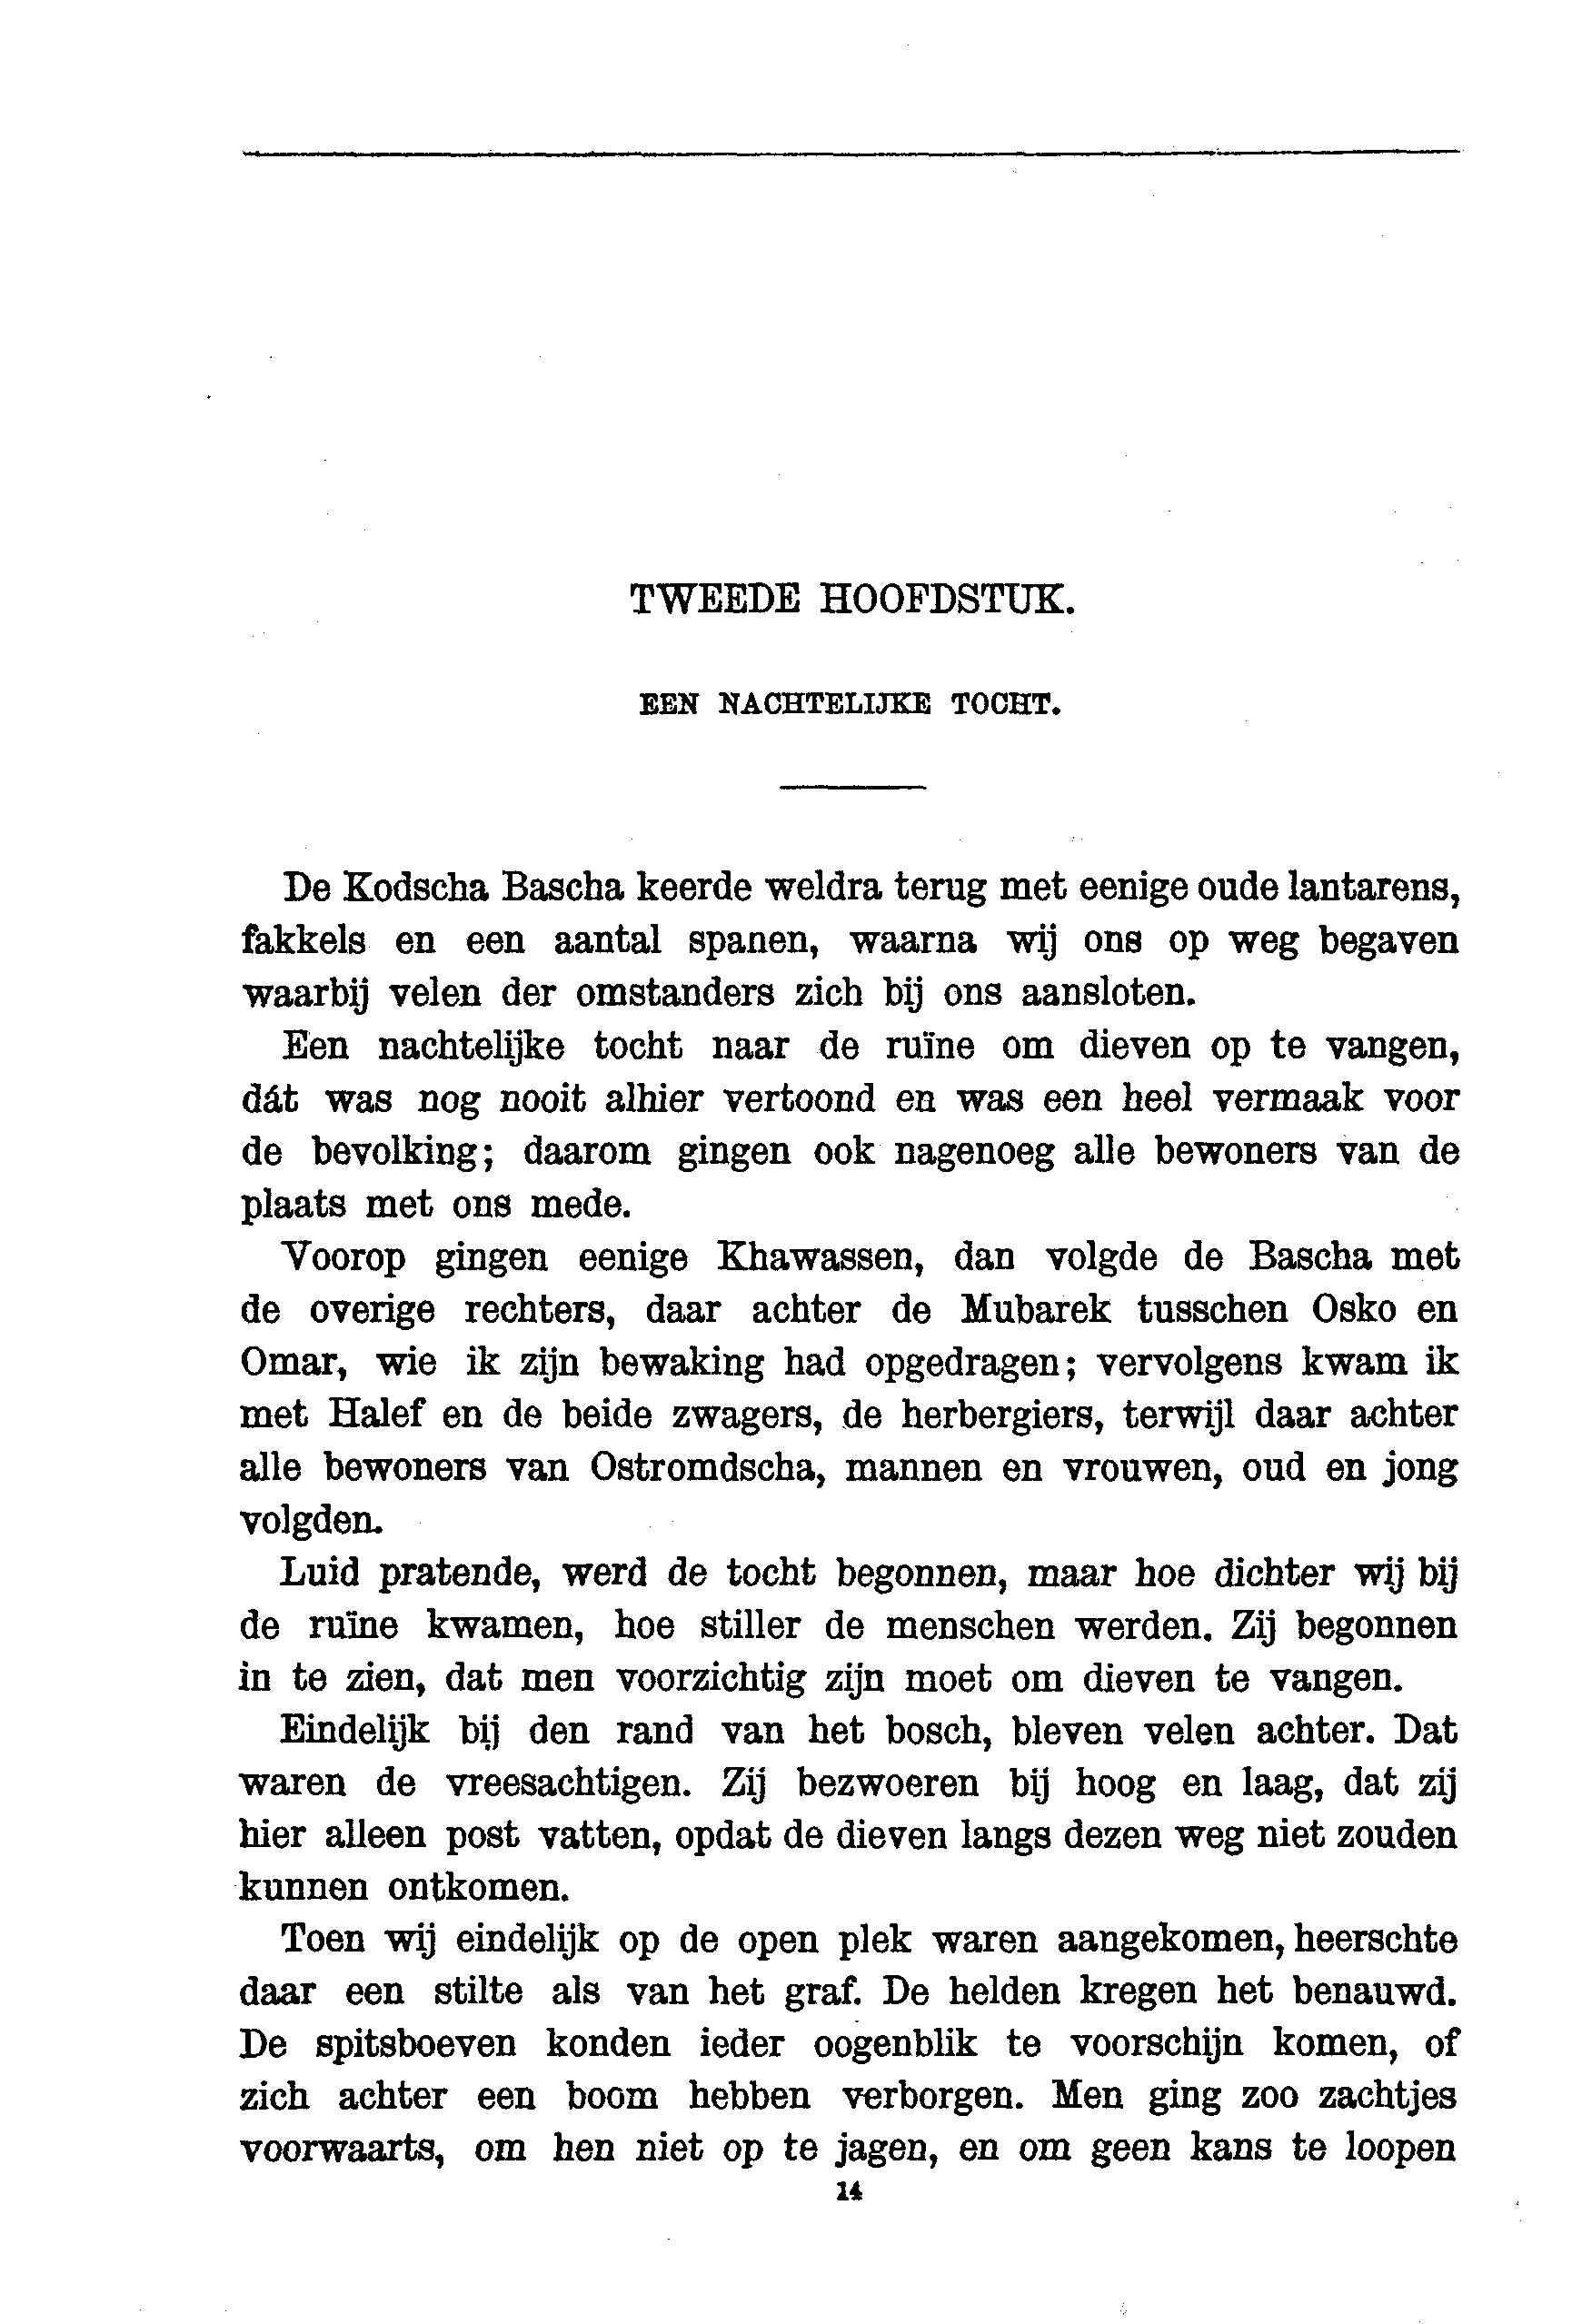 TWEEDE HOOFDSTUK.
EEN NACHTELIJKE TOCHT.
De Kodscha Bascha keerde weldra terug met eenige oude lantarens,
fakkels en een aantal spanen, waarna wij ons op weg begaven
waarbij velen der omstanders zich bij ons aansloten.
Een nachtelijke tocht naar de ruïne om dieven op te vangen,
dát was nog nooit alhier vertoond en was een heel vermaak voor
de bevolking; daarom gingen ook nagenoeg alle bewoners van de
plaats met ons mede.
Voorop gingen eenige Khawassen, dan volgde de Bascha met
de overige rechters, daar achter de Mubarek tusschen Osko en
Omar, wie ik zijn bewaking had opgedragen; vervolgens kwam ik
met Halef en de beide zwagers, de herbergiers, terwijl daar achter
alle bewoners van Ostromdscha, mannen en vrouwen, oud en jong
volgden.
Luid pratende, werd de tocht begonnen, maar hoe dichter wij bij
de ruïne kwamen, hoe stiller de menschen werden. Zij begonnen
in te zien, dat men voorzichtig zijn moet om dieven te vangen.
Eindelijk bij den rand van het bosch, bleven velen achter. Dat
waren de vreesachtigen. Zij bezwoeren bij hoog en laag, dat zij
hier alleen post vatten, opdat de dieven langs dezen weg niet zouden
kunnen ontkomen.
Toen wij eindelijk op de open plek waren aangekomen, heerschte
daar een stilte als van het graf. De helden kregen het benauwd.
De spitsboeven konden ieder oogenblik te voorschijn komen, of
zich achter een boom hebben verborgen. Men ging zoo zachtjes
voorwaarts, om hen niet op te jagen, en om geen kans te loopen
14